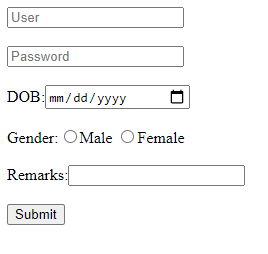 User
Password
DOB: mm/dd/yyyy
Gender: Male Female
Remarks:
Submit